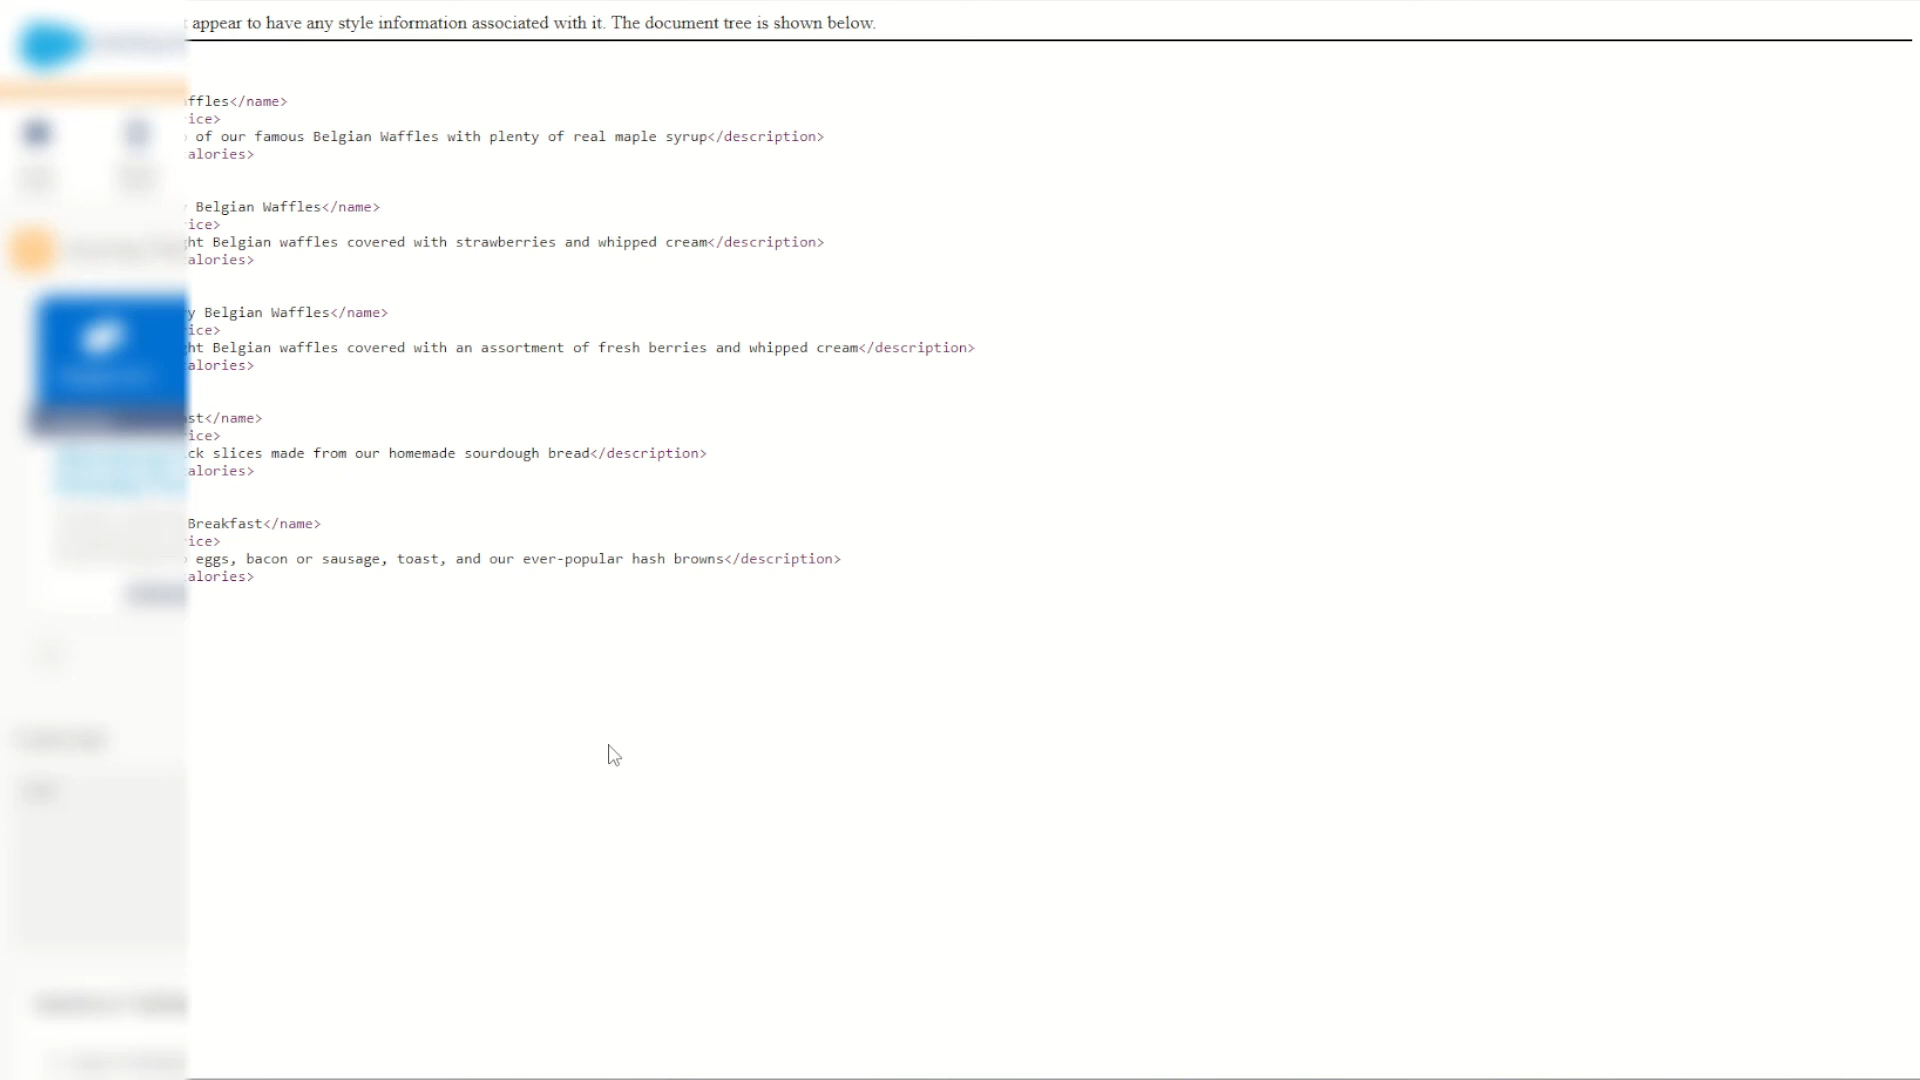 appear to have any style information associated with it. The document tree is shown below.
ffles</name>
ice>
of our famous Belgian Waffles with plenty of real maple syrup</description>
alories>
Belgian Waffles</name>
ice>
ht Belgian waffles covered with strawberries and whipped cream</description>
alories>
y Belgian Waffles</name>
ice>
ht Belgian waffles covered with an assortment of fresh berries and whipped cream</description>
alories>
st</name>
ice>
ck slices made from our homemade sourdough bread</description>
alories>
Breakfast</name>
ice>
eggs, bacon or sausage, toast, and our ever-popular hash browns</description>
alories>